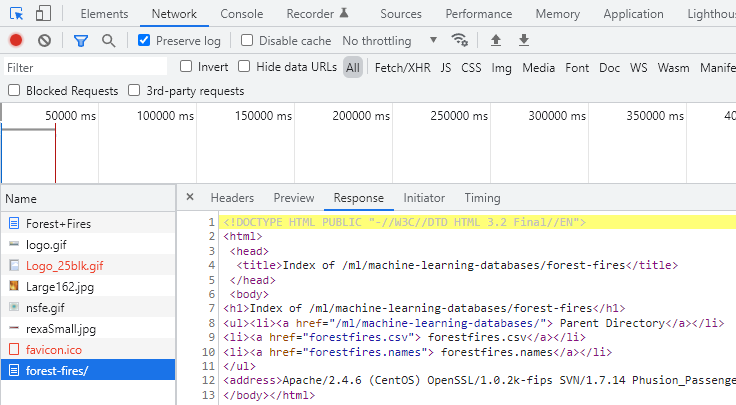 Elements Network Console Recorder Sources Performance Memory Application Lighthou
Preserve log Disable cache No throttling
Filter Invert Hide data URLs All Fetch/XHR JS CSS Img Media Font Doc WS Wasm Manife
Blocked Requests 3rd-party requests
50000 ms 100000 ms 150000 ms 200000 ms 250000 ms 300000 ms 350000 ms 40
Name × Headers Preview Response Initiator Timing
Forest+Fires
logo.gif
Logo_25blk.gif
Large162.jpg
nsfe.gif
rexaSmall.jpg
favicon.ico
forest-fires/
1 <!DOCTYPE HTML PUBLIC "-//W3C//DTD HTML 3.2 Final//EN">
2 <html>
3 <head>
4 <title>Index of /ml/machine-learning-databases/forest-fires</title>
5 </head>
6 <body>
7 <h1>Index of /ml/machine-learning-databases/forest-fires</h1>
8 <ul><li><a href="/ml/machine-learning-databases/"> Parent Directory</a></li>
9 <li><a href="forestfires.csv"> forestfires.csv</a></li>
10 <li><a href="forestfires.names"> forestfires.names</a></li>
11 </ul>
12 <address>Apache/2.4.6 (CentOS) OpenSSL/1.0.2k-fips SVN/1.7.14 Phusion_Passenge
13 </body></html>